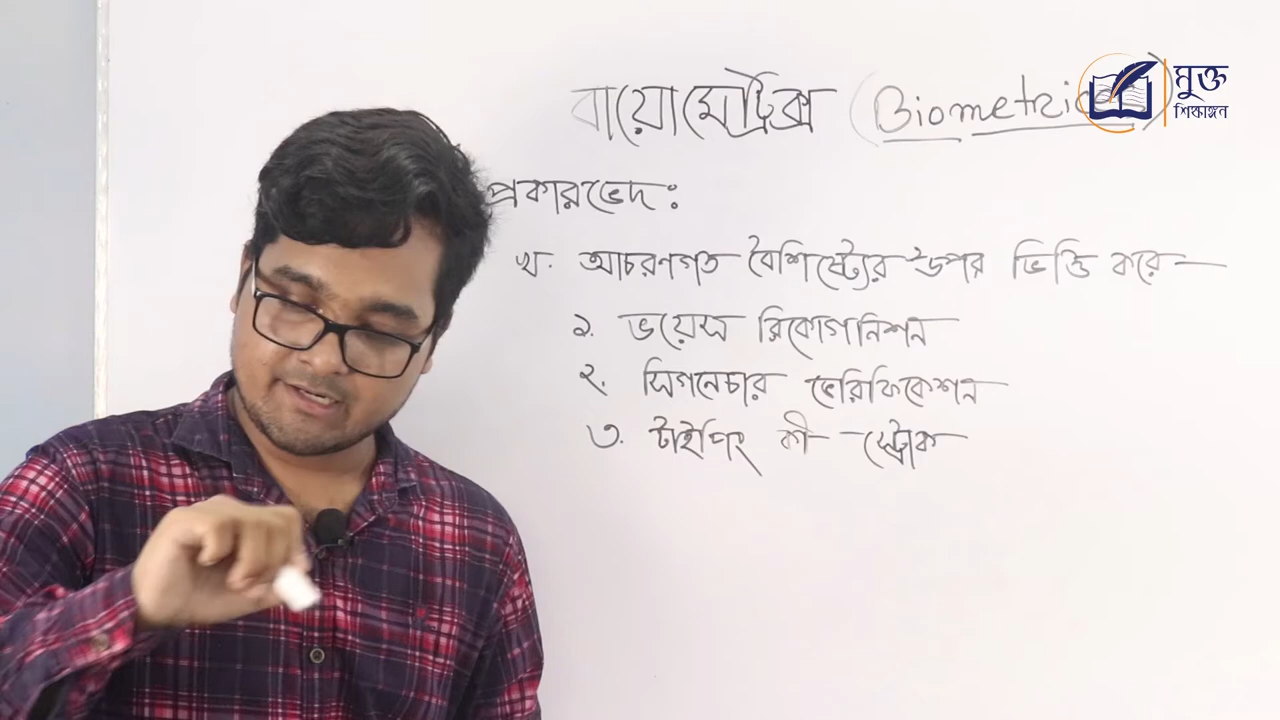 বায়োমেট্রিক্স (Biometrics)
মুক্ত
শিক্ষাঙ্গন
প্রকারভেদঃ
খ. আচরণগত বৈশিষ্ট্যের উপর ভিত্তি করে—
১. ভয়েস রিকোগনিশন
২. সিগনেচার ভেরিফিকেশন
৩. টাইপিং কী-স্ট্রোক